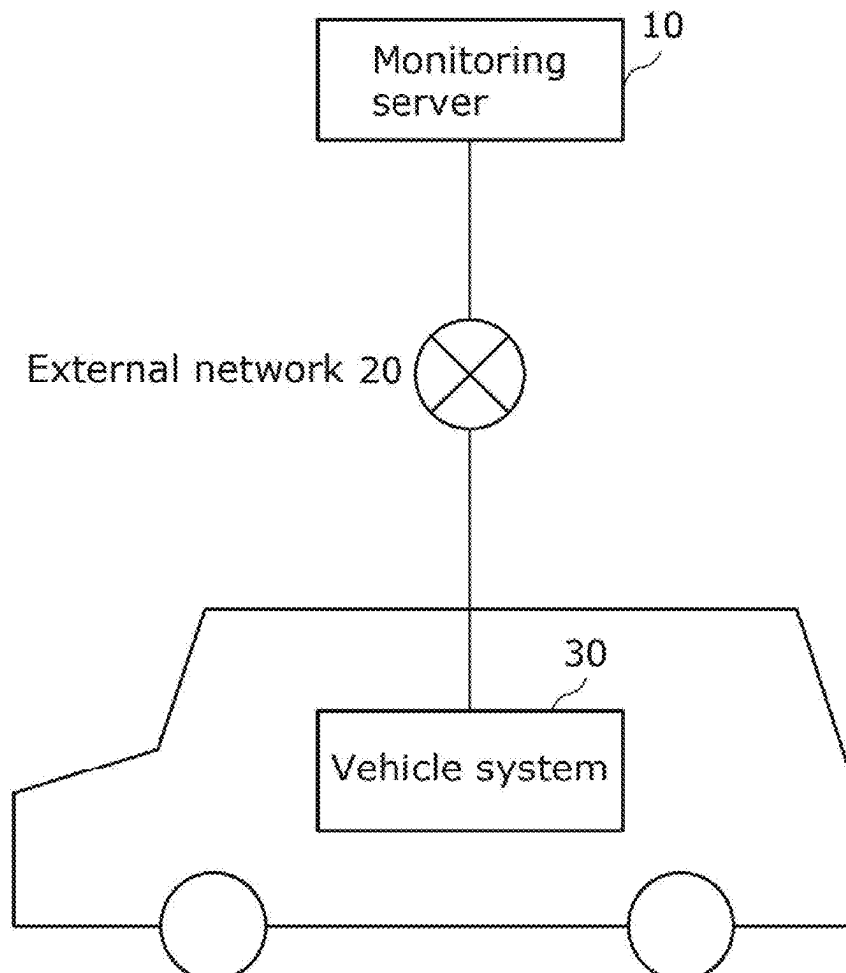 10
Monitoring
server
External network 20
30
Vehicle system